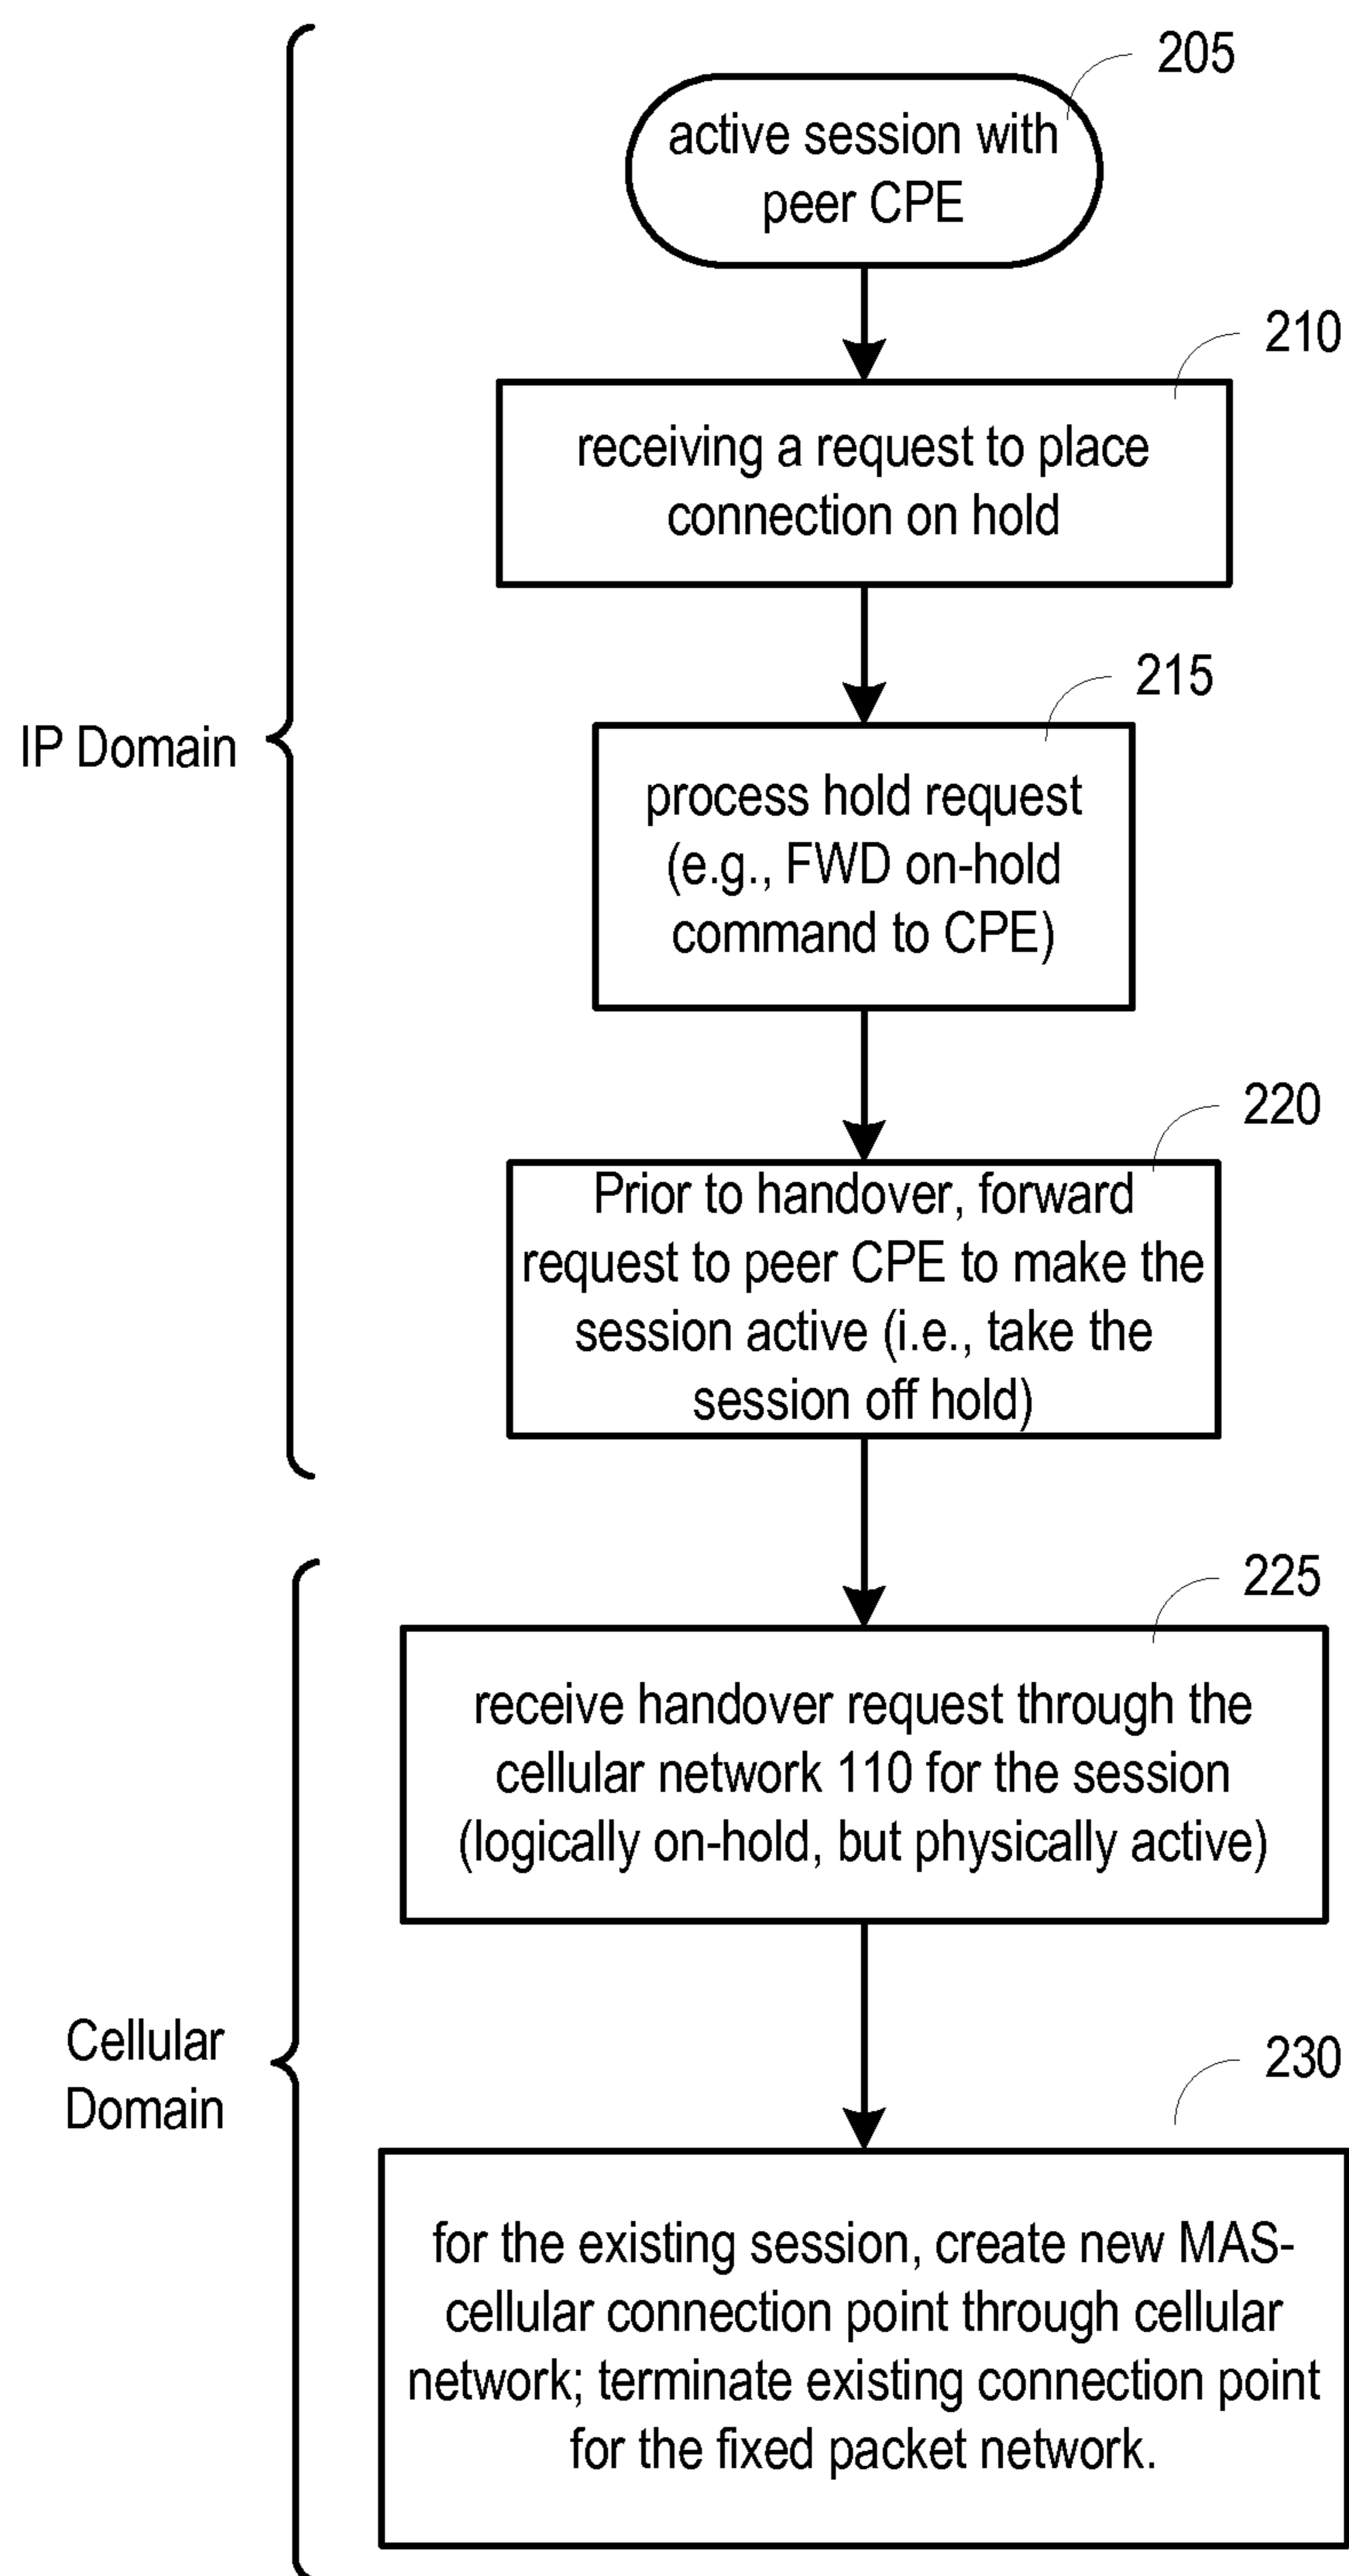 205
active session with
peer CPE
210
receiving a request to place
connection on hold
215
process hold request
(e.g., FWD on-hold
command to CPE)
IP Domain
220
Prior to handover, forward
request to peer CPE to make the
session active (i.e., take the
session off hold)
225
receive handover request through the
cellular network 110 for the session
(logically on-hold, but physically active)
Cellular
Domain
230
for the existing session, create new MAS-
cellular connection point through cellular
network; terminate existing connection point
for the fixed packet network.